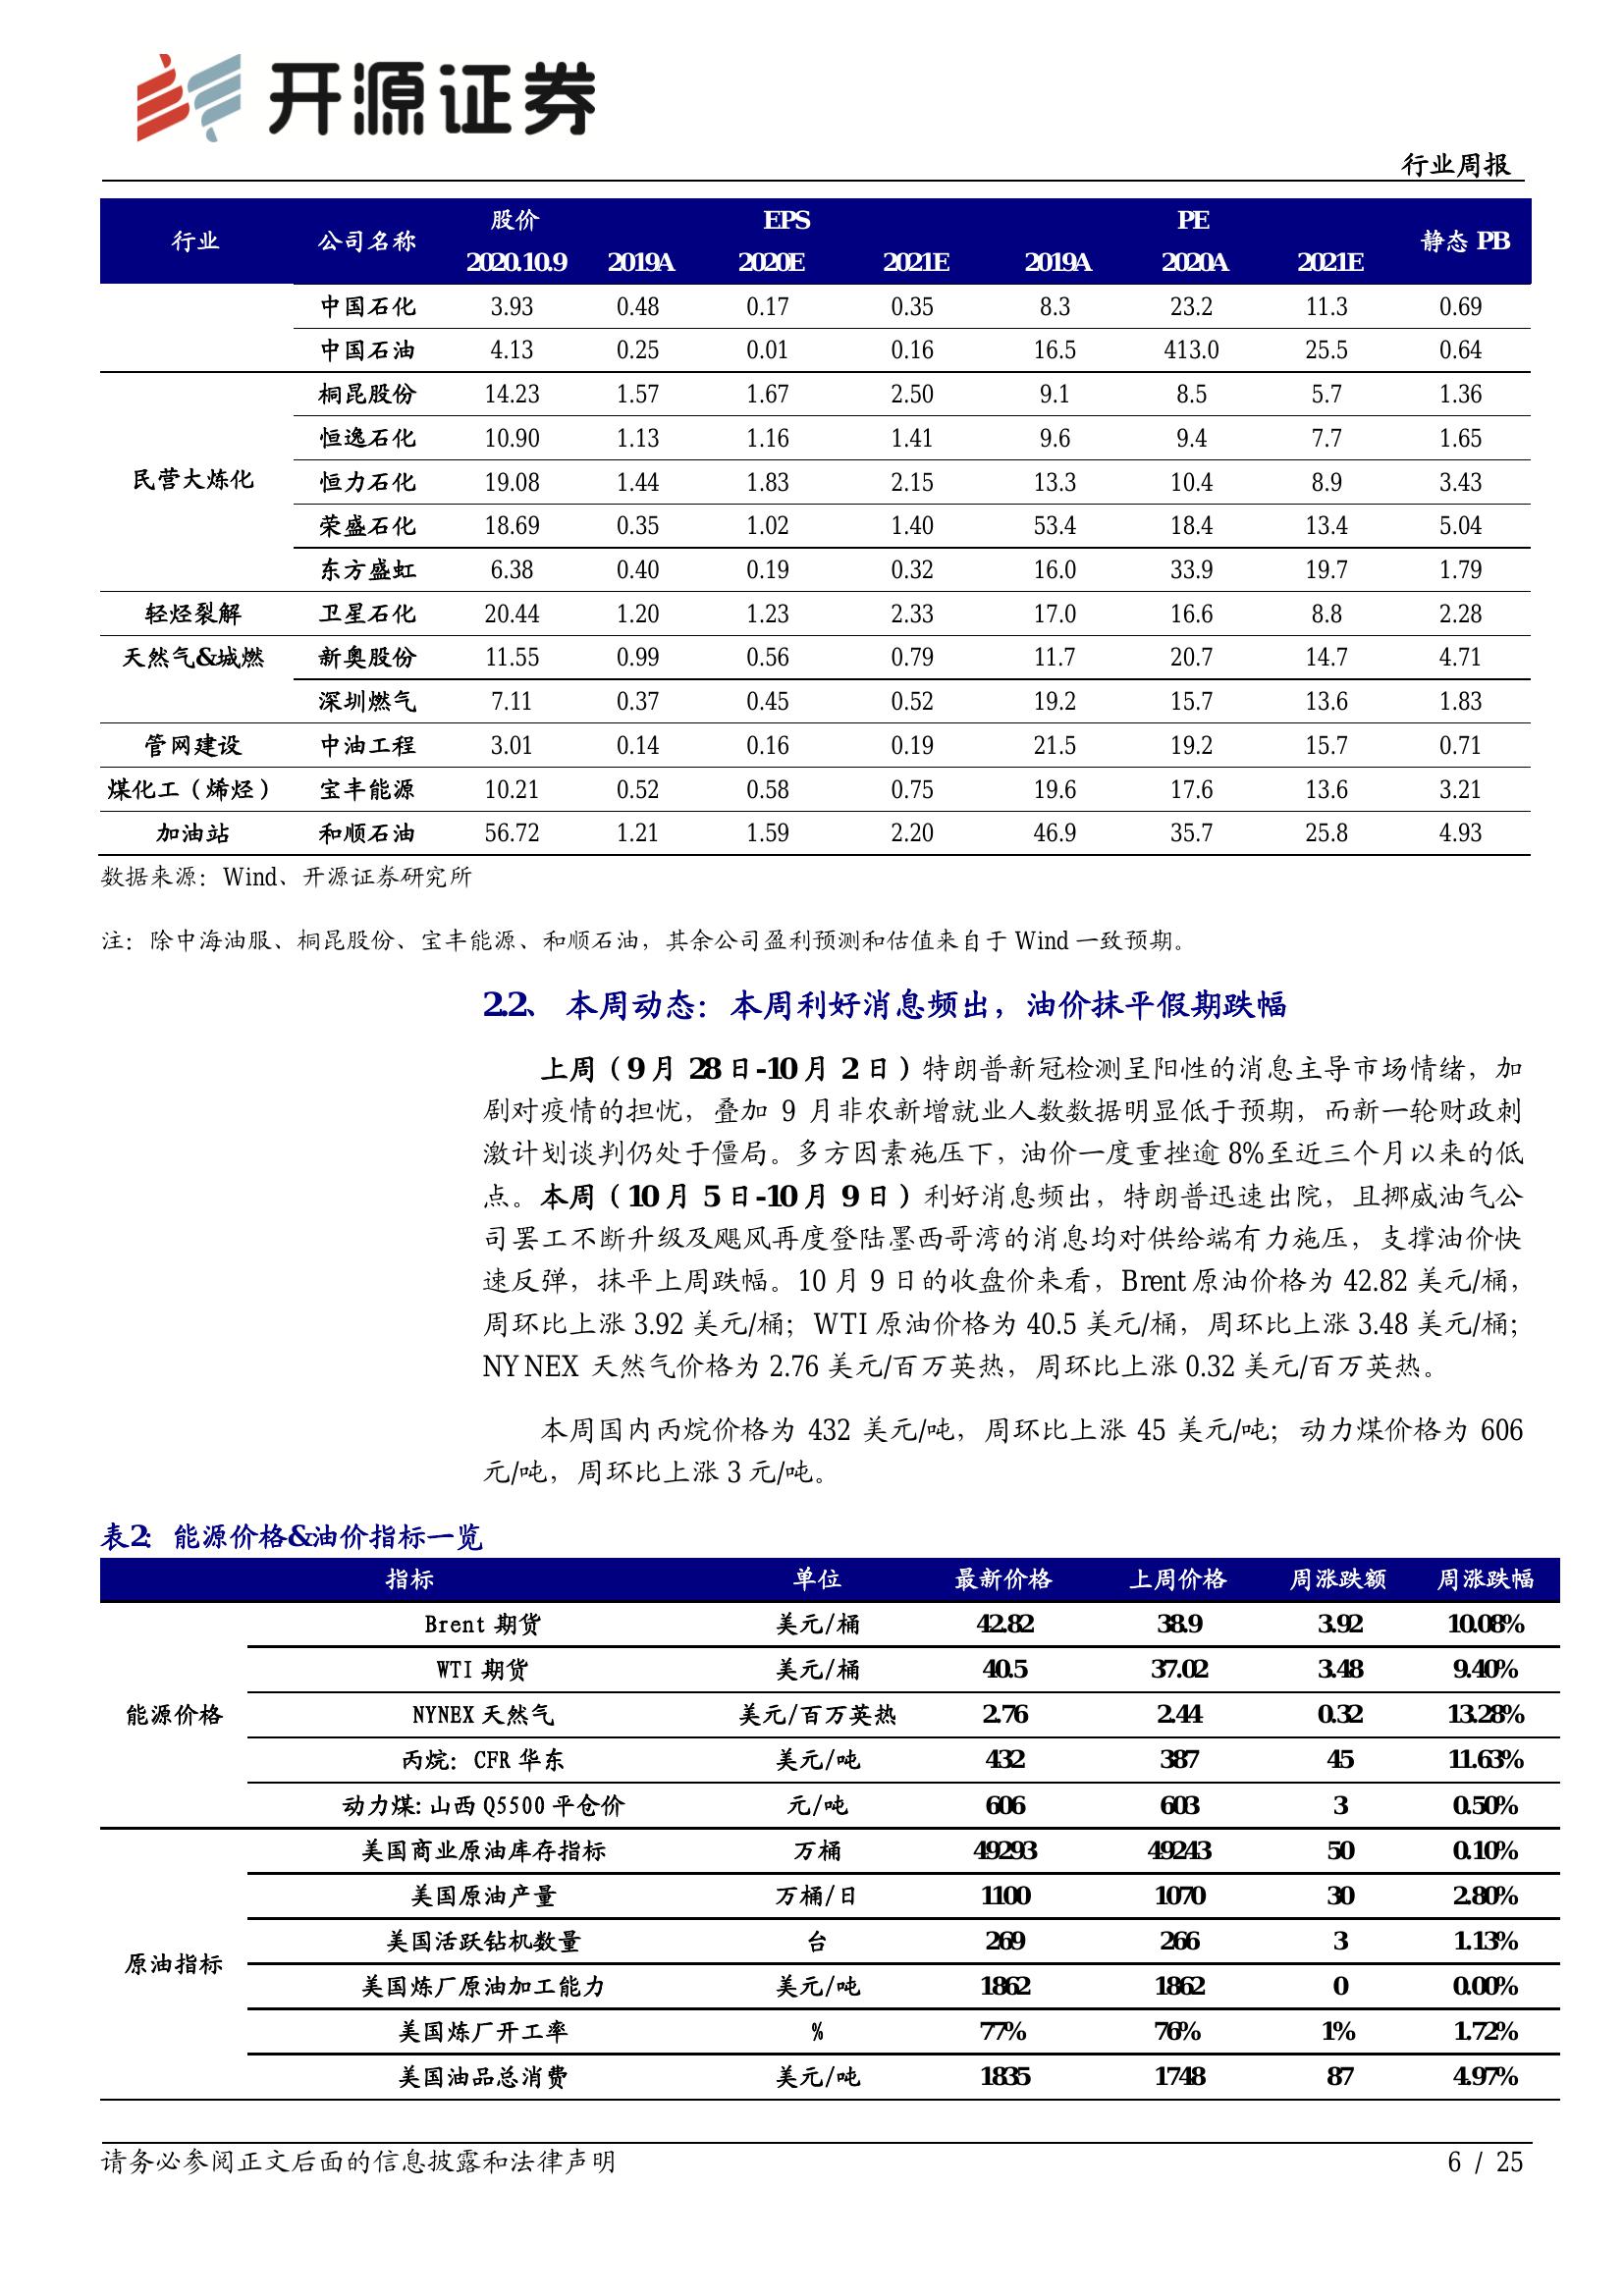 开源证券
行业周报
行业 公司名称 股价 EPS PE 静态 PB
2020.10.9 2019A 2020E 2021E 2019A 2020A 2021E
中国石化 3.93 0.48 0.17 0.35 8.3 23.2 11.3 0.69
中国石油 4.13 0.25 0.01 0.16 16.5 413.0 25.5 0.64
桐昆股份 14.23 1.57 1.67 2.50 9.1 8.5 5.7 1.36
恒逸石化 10.90 1.13 1.16 1.41 9.6 9.4 7.7 1.65
民营大炼化 恒力石化 19.08 1.44 1.83 2.15 13.3 10.4 8.9 3.43
荣盛石化 18.69 0.35 1.02 1.40 53.4 18.4 13.4 5.04
东方盛虹 6.38 0.40 0.19 0.32 16.0 33.9 19.7 1.79
轻烃裂解 卫星石化 20.44 1.20 1.23 2.33 17.0 16.6 8.8 2.28
天然气&城燃 新奥股份 11.55 0.99 0.56 0.79 11.7 20.7 14.7 4.71
深圳燃气 7.11 0.37 0.45 0.52 19.2 15.7 13.6 1.83
管网建设 中油工程 3.01 0.14 0.16 0.19 21.5 19.2 15.7 0.71
煤化工（烯烃） 宝丰能源 10.21 0.52 0.58 0.75 19.6 17.6 13.6 3.21
加油站 和顺石油 56.72 1.21 1.59 2.20 46.9 35.7 25.8 4.93
数据来源：Wind、开源证券研究所
注：除中海油服、桐昆股份、宝丰能源、和顺石油，其余公司盈利预测和估值来自于 Wind 一致预期。
2.2、 本周动态：本周利好消息频出，油价抹平假期跌幅
上周（9 月 28 日-10 月 2 日）特朗普新冠检测呈阳性的消息主导市场情绪，加
剧对疫情的担忧，叠加 9 月非农新增就业人数数据明显低于预期，而新一轮财政刺
激计划谈判仍处于僵局。多方因素施压下，油价一度重挫逾 8%至近三个月以来的低
点。本周（10 月 5 日-10 月 9 日）利好消息频出，特朗普迅速出院，且挪威油气公
司罢工不断升级及飓风再度登陆墨西哥湾的消息均对供给端有力施压，支撑油价快
速反弹，抹平上周跌幅。10 月 9 日的收盘价来看，Brent 原油价格为 42.82 美元/桶，
周环比上涨 3.92 美元/桶；WTI 原油价格为 40.5 美元/桶，周环比上涨 3.48 美元/桶；
NYNEX 天然气价格为 2.76 美元/百万英热，周环比上涨 0.32 美元/百万英热。
本周国内丙烷价格为 432 美元/吨，周环比上涨 45 美元/吨；动力煤价格为 606
元/吨，周环比上涨 3 元/吨。
表2：能源价格&油价指标一览
指标 单位 最新价格 上周价格 周涨跌额 周涨跌幅
Brent 期货 美元/桶 42.82 38.9 3.92 10.08%
WTI 期货 美元/桶 40.5 37.02 3.48 9.40%
能源价格 NYNEX 天然气 美元/百万英热 2.76 2.44 0.32 13.28%
丙烷：CFR 华东 美元/吨 432 387 45 11.63%
动力煤:山西 Q5500 平仓价 元/吨 606 603 3 0.50%
美国商业原油库存指标 万桶 49293 49243 50 0.10%
美国原油产量 万桶/日 1100 1070 30 2.80%
美国活跃钻机数量 台 269 266 3 1.13%
原油指标 美国炼厂原油加工能力 美元/吨 1862 1862 0 0.00%
美国炼厂开工率 % 77% 76% 1% 1.72%
美国油品总消费 美元/吨 1835 1748 87 4.97%
请务必参阅正文后面的信息披露和法律声明 6 / 25